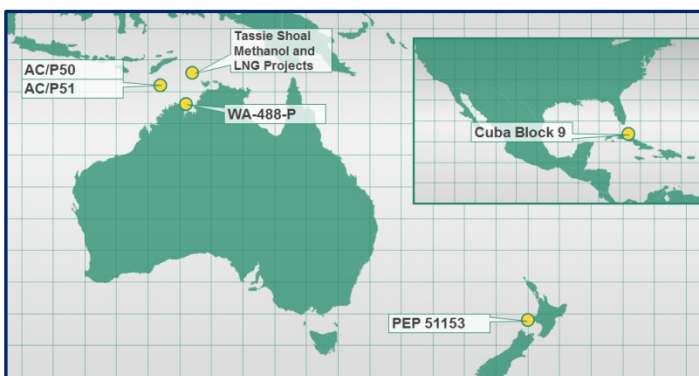 Tassie Shoal
Methanol and
LNG Projects
AC/P50
AC/P51
WA-488-P
Cuba Block 9
PEP 51153